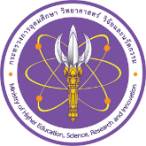 กระทรวงการอุดมศึกษา วิทยาศาสตร์ วิจัยและนวัตกรรม
Ministry of Higher Education, Science, Research and Innovation